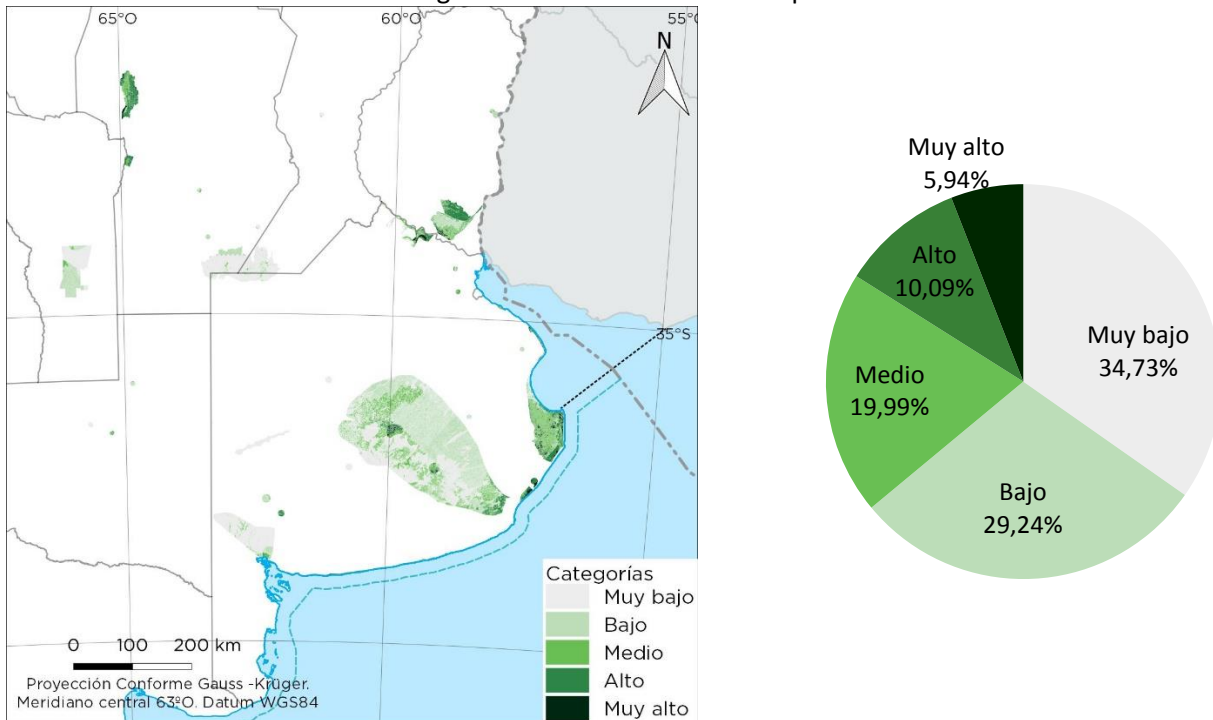 65°O
60°O
55°O
N
35°S
Categorías
Muy bajo
Bajo
Medio
Alto
Muy alto
0 100 200 km
Proyección Conforme Gauss -Krüger.
Meridiano central 63ºO. Datum WGS84
Muy alto
5,94%
Alto
10,09%
Muy bajo
34,73%
Medio
19,99%
Bajo
29,24%